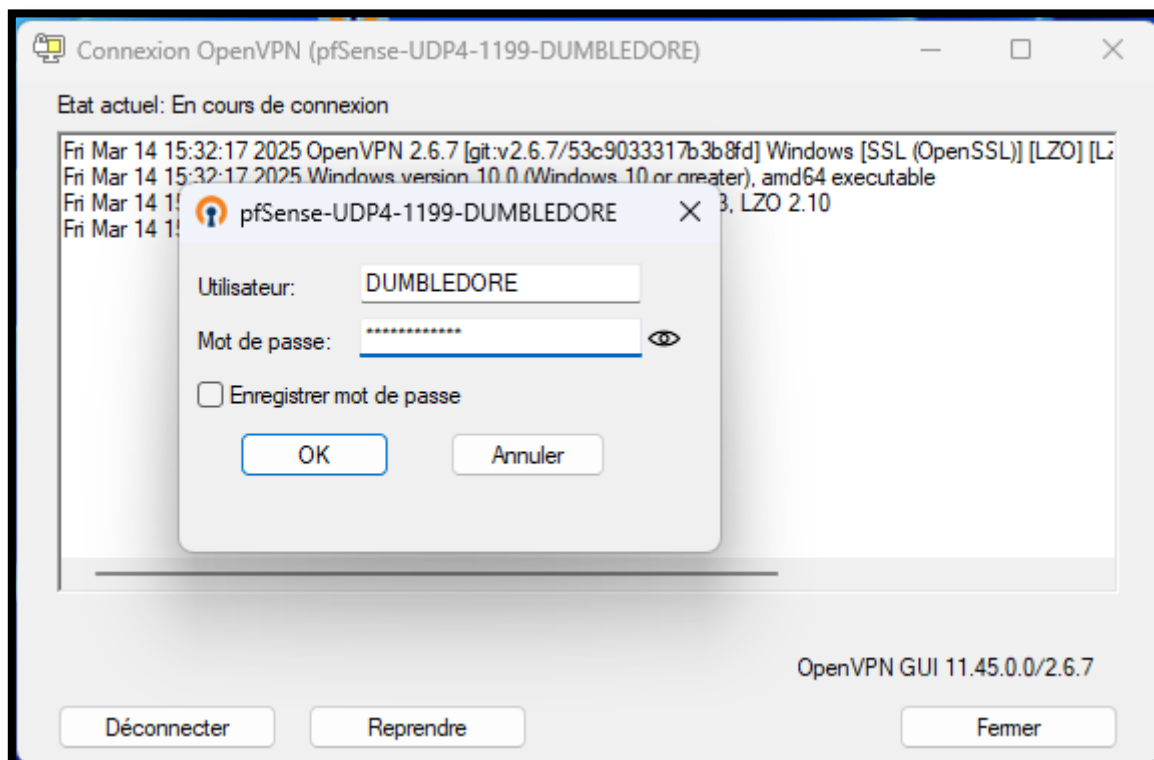 Connexion OpenVPN (pfSense-UDP4-1199-DUMBLEDORE)
Etat actuel: En cours de connexion
Fri Mar 14 15:32:17 2025 OpenVPN 2.6.7 [git:v2.6.7/53c9033317b3b8fd] Windows [SSL (OpenSSL)] [LZO] [LZ
Fri Mar 14 15:32:17 2025 Windows version 10.0 (Windows 10 or greater), amd64 executable
Fri Mar 14 1 3, LZO 2.10
Fri Mar 14 1
pfSense-UDP4-1199-DUMBLEDORE
Utilisateur: DUMBLEDORE
Mot de passe: ************
Enregistrer mot de passe
OK Annuler
OpenVPN GUI 11.45.0.0/2.6.7
Déconnecter Reprendre Fermer